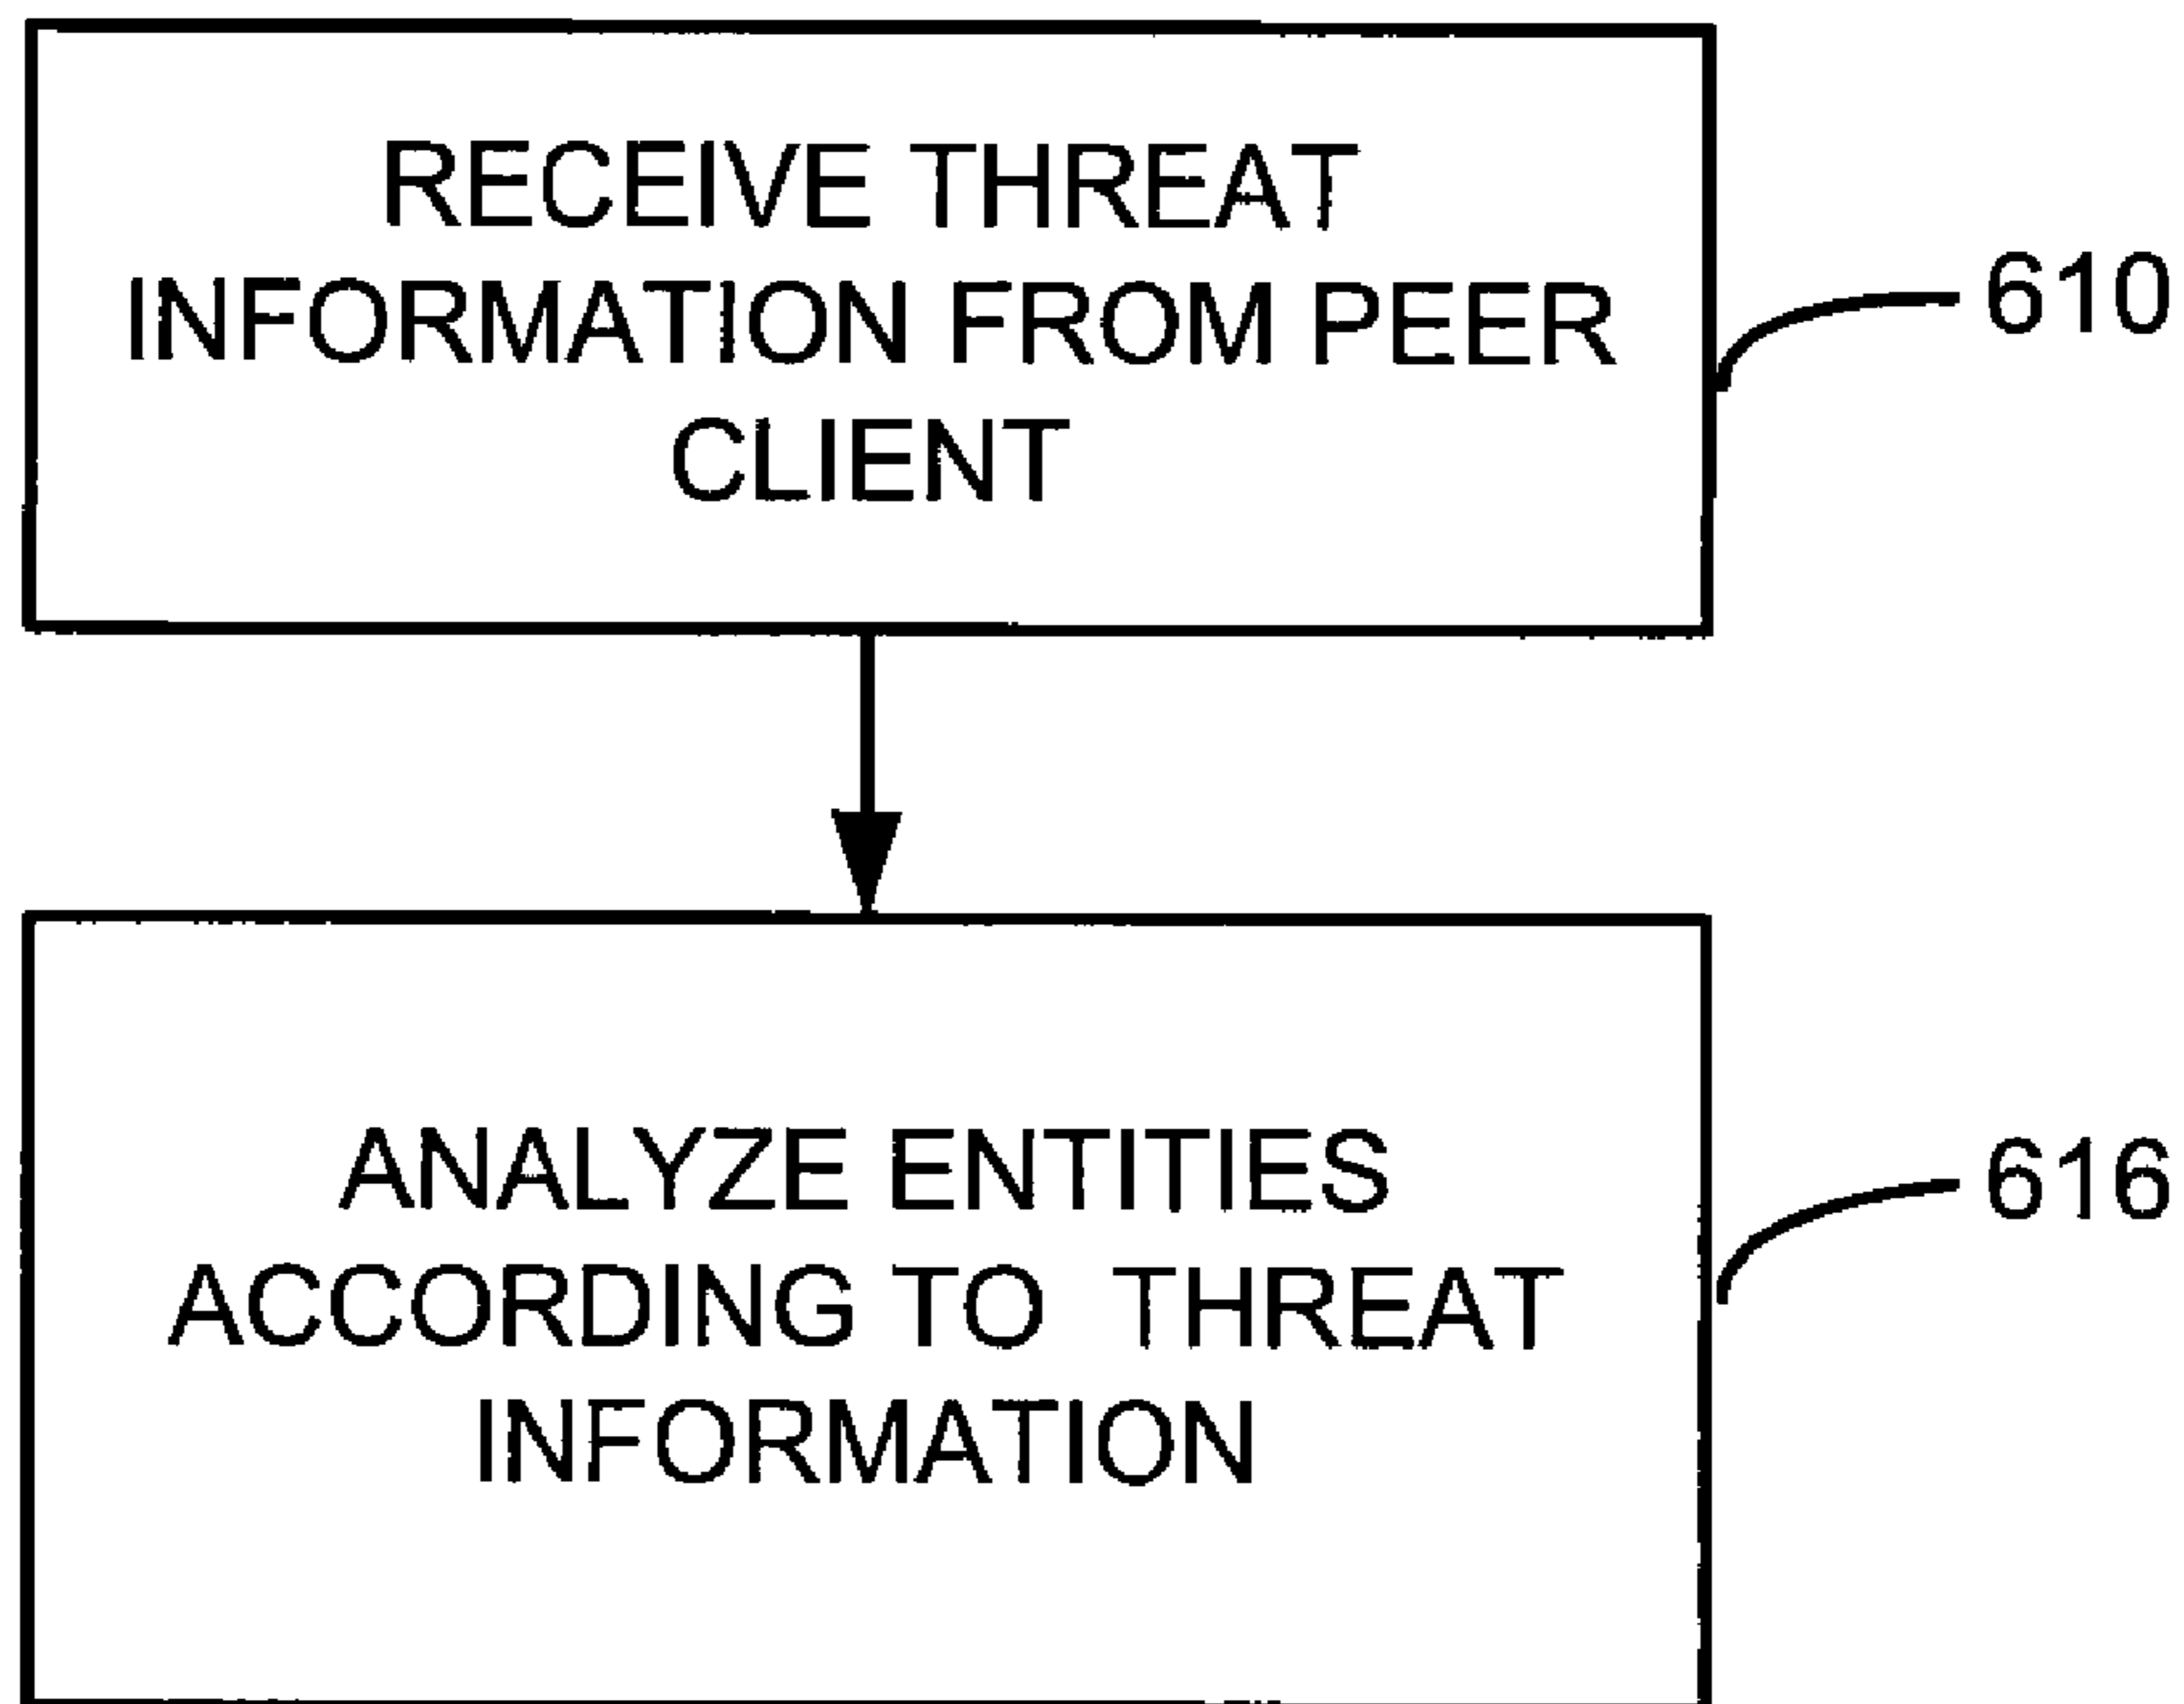 RECEIVE THREAT
INFORMATION FROM PEER
CLIENT
610
ANALYZE ENTITIES
ACCORDING TO THREAT
INFORMATION
616